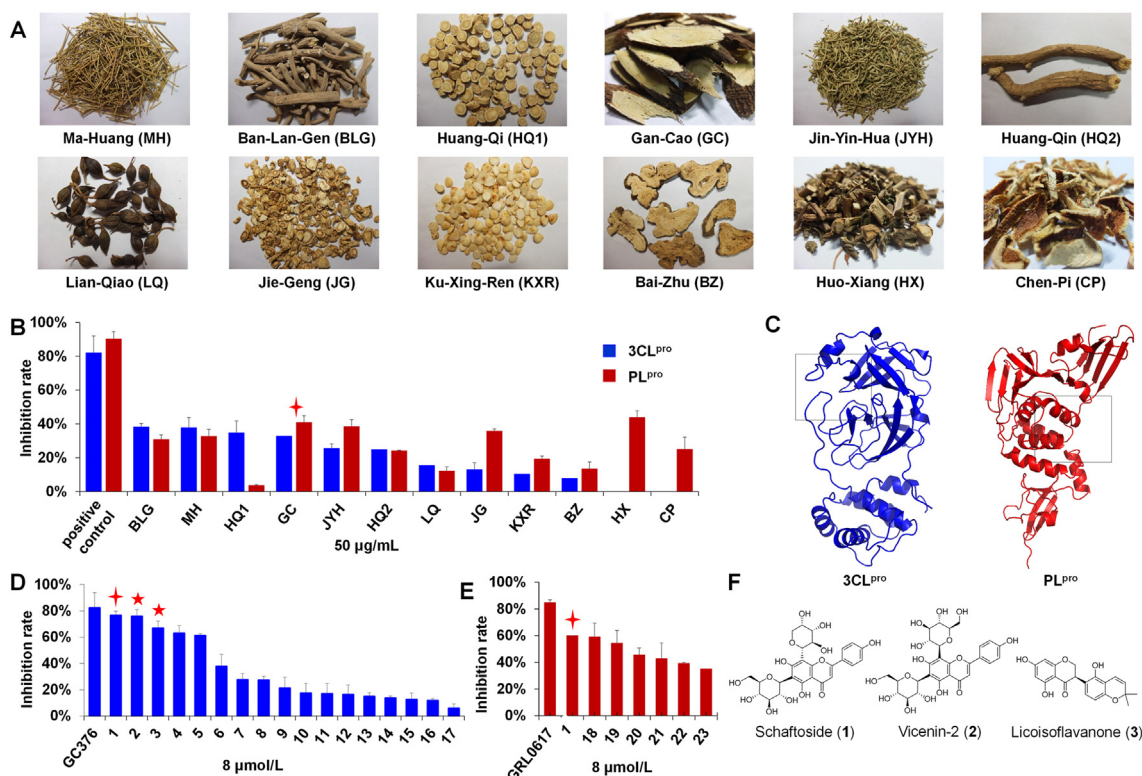 A
Ma-Huang (MH)
Ban-Lan-Gen (BLG)
Huang-Qi (HQ1)
Gan-Cao (GC)
Jin-Yin-Hua (JYH)
Huang-Qin (HQ2)
Lian-Qiao (LQ)
Jie-Geng (JG)
Ku-Xing-Ren (KXR)
Bai-Zhu (BZ)
Huo-Xiang (HX)
Chen-Pi (CP)
B
Inhibition rate
100%
80%
60%
40%
20%
0%
3CLpro
PLpro
positive
control
BLG
MH
HQ1
GC
JYH
HQ2
LQ
JG
KXR
BZ
HX
CP
50 µg/mL
C
3CLpro
PLpro
D
Inhibition rate
100%
80%
60%
40%
20%
0%
GC376
1
2
3
4
5
6
7
8
9
10
11
12
13
14
15
16
17
8 µmol/L
E
Inhibition rate
100%
80%
60%
40%
20%
0%
GRL0617
1
18
19
20
21
22
23
8 µmol/L
F
Schaftoside (1)
Vicenin-2 (2)
Licoisoflavanone (3)